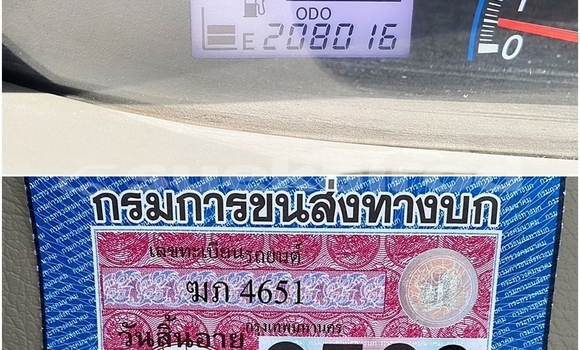 ODO
E 208016
1
0
กรมการขนส่งทางบก
เลขทะเบียนรถยนต์
ฆภ 4651
กรุงเทพมหานคร
วันสิ้นอายุ